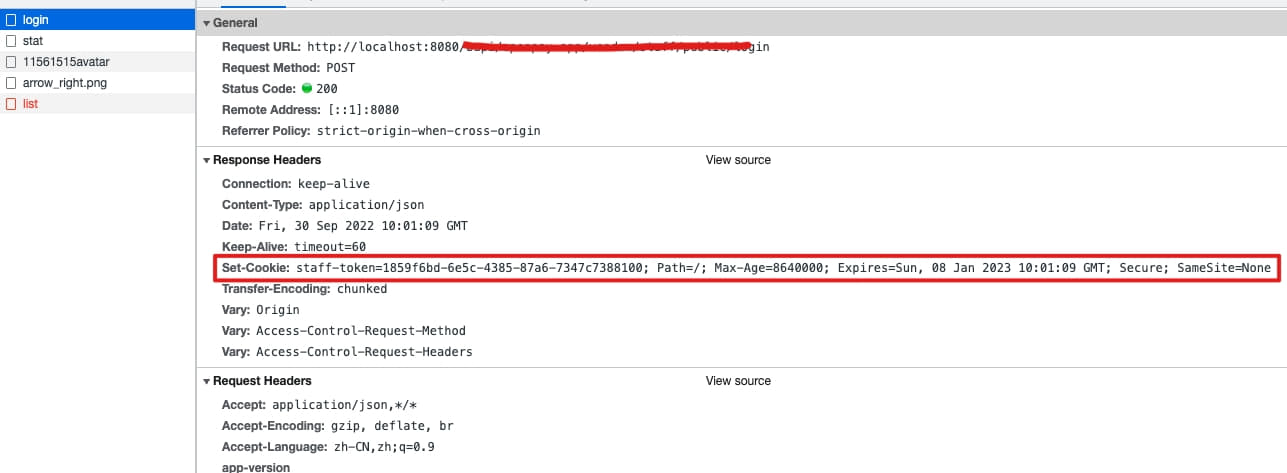 login
stat
11561515avatar
arrow_right.png
list
General
Request URL: http://localhost:8080/
Request Method: POST
Status Code: 200
Remote Address: [::1]:8080
Referrer Policy: strict-origin-when-cross-origin
Response Headers View source
Connection: keep-alive
Content-Type: application/json
Date: Fri, 30 Sep 2022 10:01:09 GMT
Keep-Alive: timeout=60
Set-Cookie: staff-token=1859f6bd-6e5c-4385-87a6-7347c7388100; Path=/; Max-Age=8640000; Expires=Sun, 08 Jan 2023 10:01:09 GMT; Secure; SameSite=None
Transfer-Encoding: chunked
Vary: Origin
Vary: Access-Control-Request-Method
Vary: Access-Control-Request-Headers
Request Headers View source
Accept: application/json,*/*
Accept-Encoding: gzip, deflate, br
Accept-Language: zh-CN,zh;q=0.9
app-version